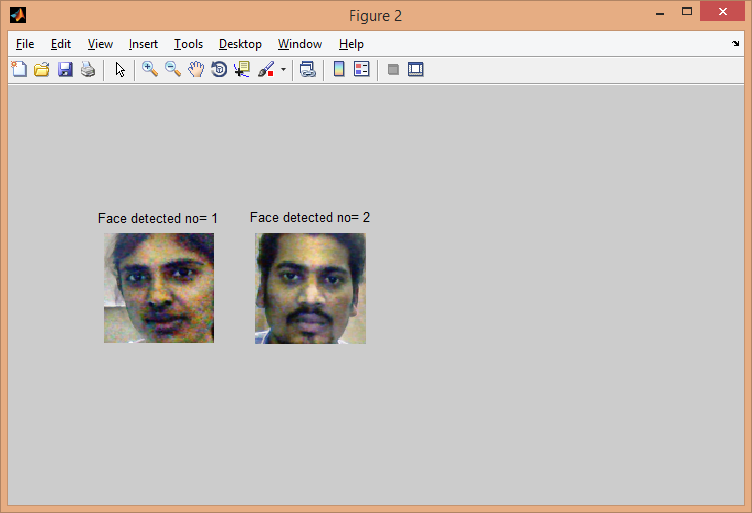 Figure 2
File Edit View Insert Tools Desktop Window Help
Face detected no= 1 Face detected no= 2